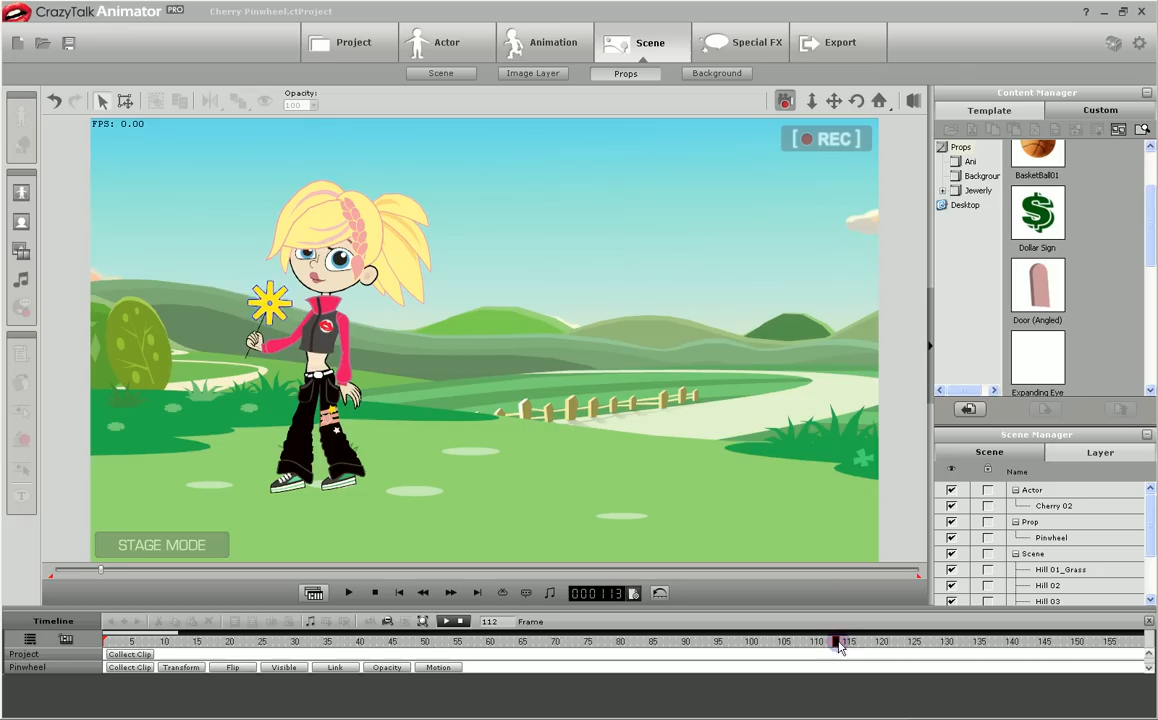 CrazyTalk Animator PRO Cherry-Pinwheel.ctProject
Project Actor Animation Scene Special FX Export
Scene Image Layer Props Background
Opacity:
100
FPS: 0.00
[ REC ]
STAGE MODE
Content Manager
Template Custom
Props
Ani
Backgrour
Jewerly
Desktop
BasketBall01
Dollar Sign
Door (Angled)
Expanding Eye
Scene Manager
Scene Layer
Name
Actor
Cherry 02
Prop
Pinwheel
Scene
Hill 01_Grass
Hill 02
Hill 03
000113
Timeline 112 Frame
5 10 15 20 25 30 35 40 45 50 55 60 65 70 75 80 85 90 95 100 105 110 115 120 125 130 135 140 145 150 155
Project Collect Clip
Pinwheel Collect Clip Transform Flip Visible Link Opacity Motion